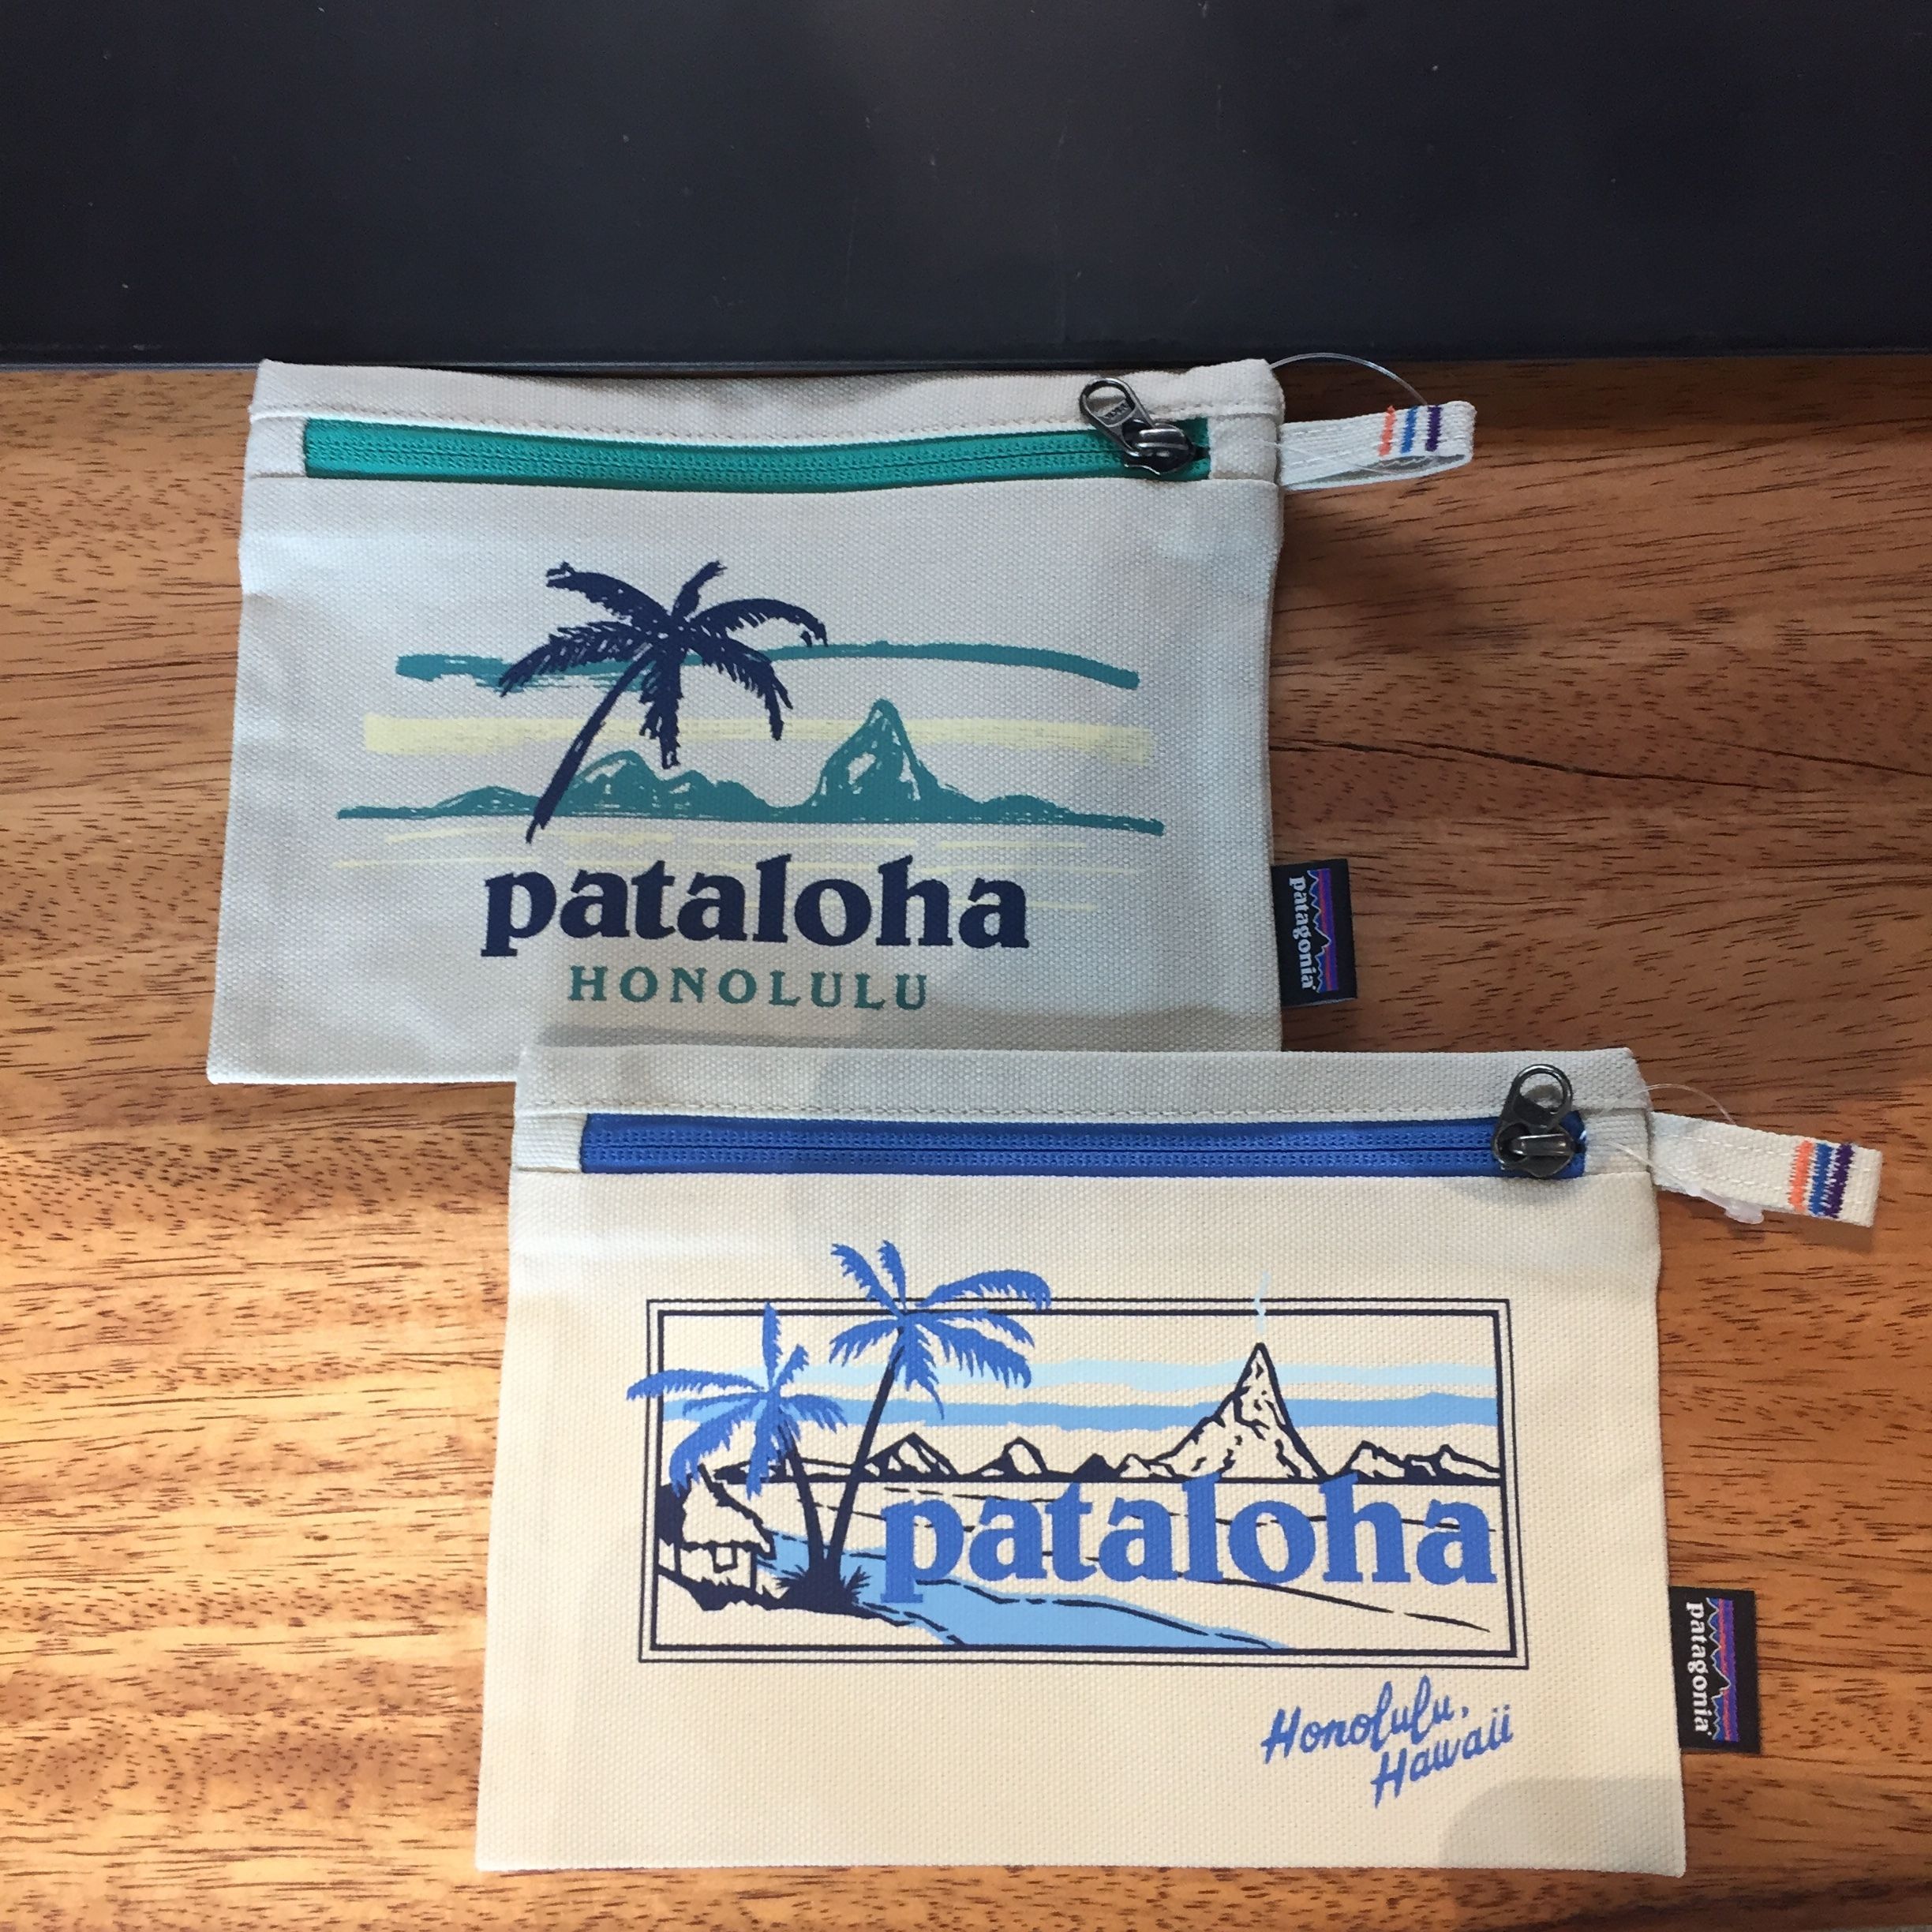 pataloha
HONOLULU
patagonia
pataloha
Honolulu,
Hawaii
patagonia